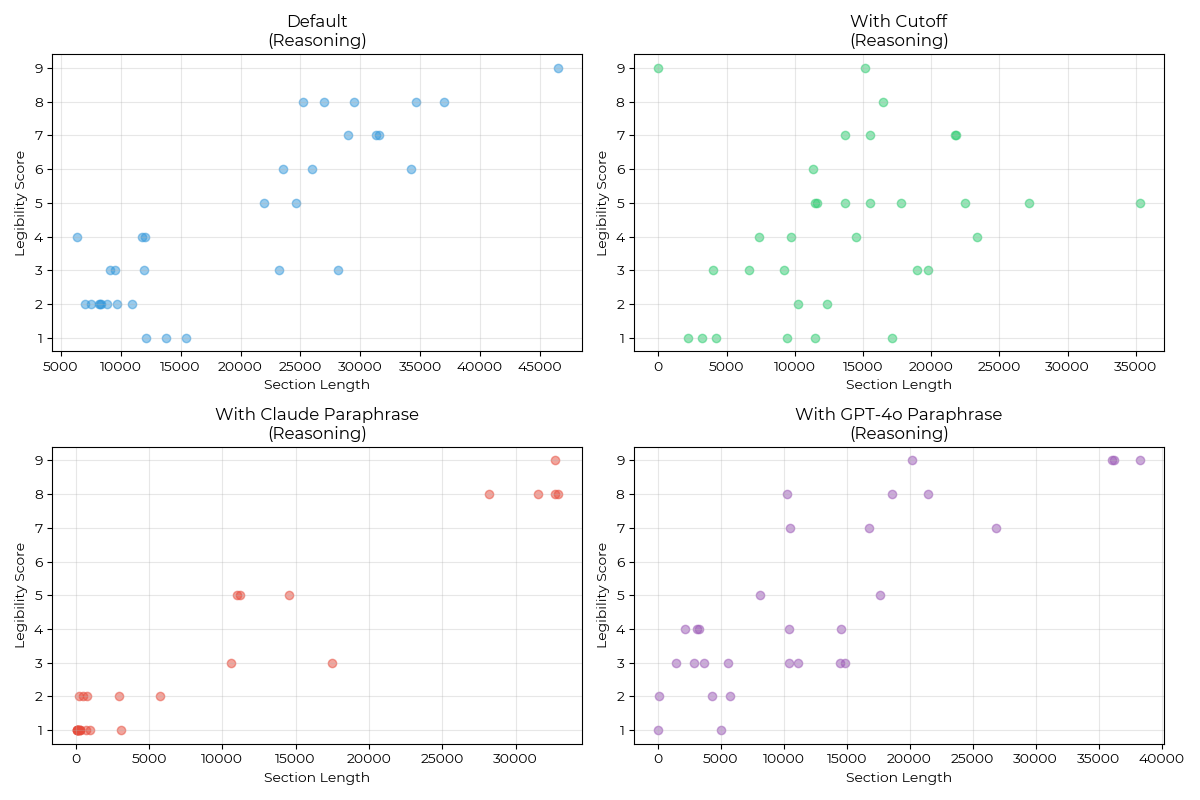 Default
(Reasoning)
Legibility Score
9
8
7
6
5
4
3
2
1
5000 10000 15000 20000 25000 30000 35000 40000 45000
Section Length
With Cutoff
(Reasoning)
Legibility Score
9
8
7
6
5
4
3
2
1
0 5000 10000 15000 20000 25000 30000 35000
Section Length
With Claude Paraphrase
(Reasoning)
Legibility Score
9
8
7
6
5
4
3
2
1
0 5000 10000 15000 20000 25000 30000
Section Length
With GPT-4o Paraphrase
(Reasoning)
Legibility Score
9
8
7
6
5
4
3
2
1
0 5000 10000 15000 20000 25000 30000 35000 40000
Section Length